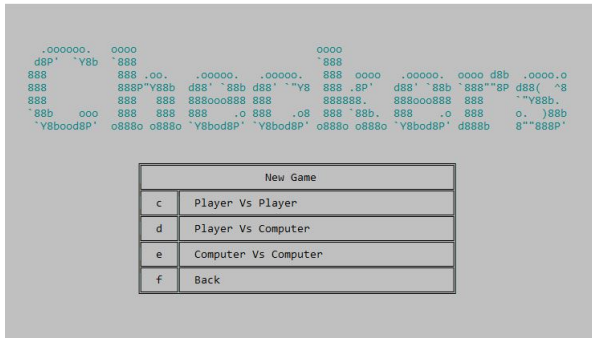 Checkers
New Game
c Player Vs Player
d Player Vs Computer
e Computer Vs Computer
f Back